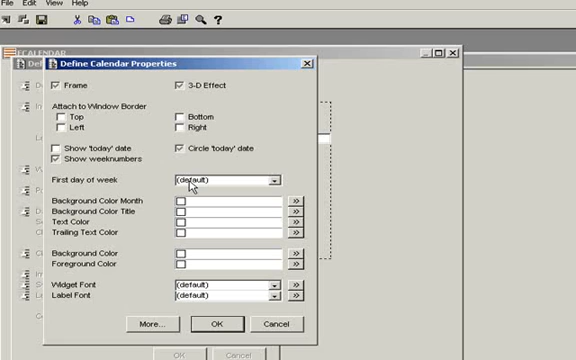 File Edit View Help
ECALENDAR
Define Calendar Properties
Frame
3-D Effect
Attach to Window Border
Top
Bottom
Left
Right
Show 'today' date
Circle 'today' date
Show weeknumbers
First day of week
(default)
Background Color Month
Background Color Title
Text Color
Trailing Text Color
Background Color
Foreground Color
Widget Font
(default)
Label Font
(default)
More...
OK
Cancel
OK
Cancel